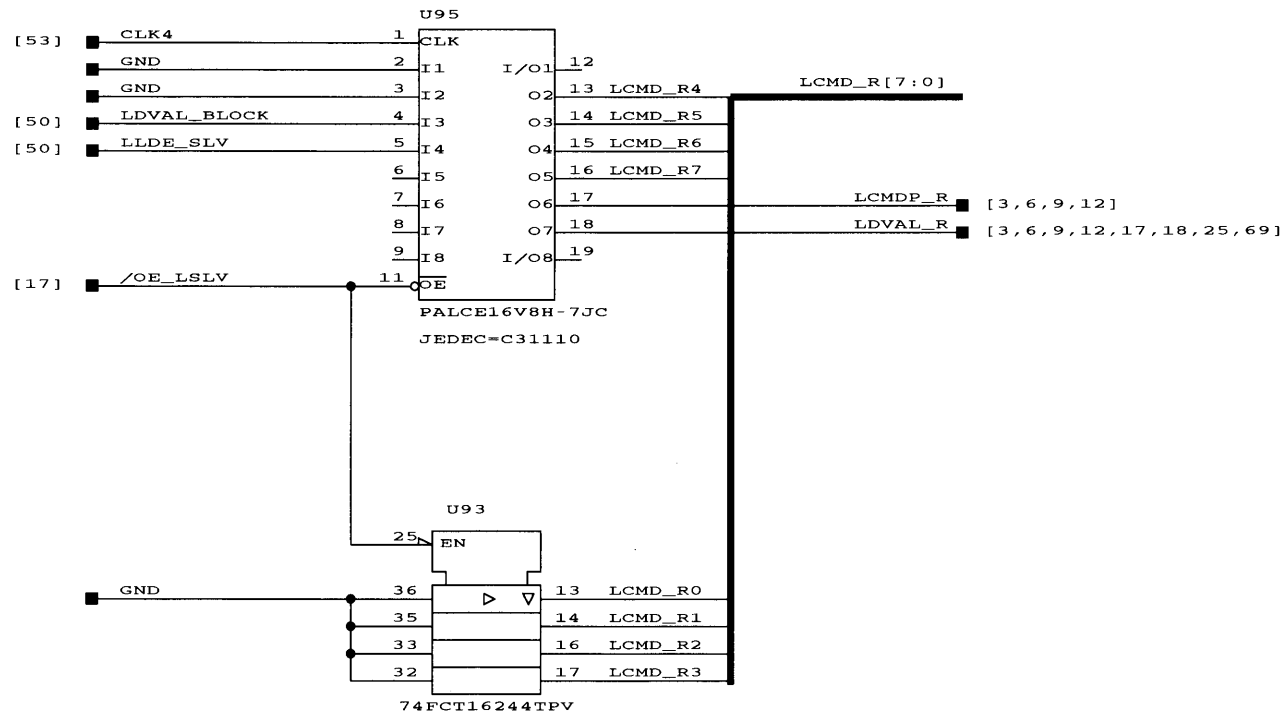 U95
[53] CLK4 1 CLK
GND 2 I1 I/O1 12
GND 3 I2 O2 13 LCMD_R4 LCMD_R[7:0]
[50] LDVAL_BLOCK 4 I3 O3 14 LCMD_R5
[50] LLDE_SLV 5 I4 O4 15 LCMD_R6
6 I5 O5 16 LCMD_R7
7 I6 O6 17 LCMDP_R [3,6,9,12]
8 I7 O7 18 LDVAL_R [3,6,9,12,17,18,25,69]
9 I8 I/O8 19
[17] /OE_LSLV 11 OE
PALCE16V8H-7JC
JEDEC=C31110
U93
25 EN
GND 36 13 LCMD_R0
35 14 LCMD_R1
33 16 LCMD_R2
32 17 LCMD_R3
74FCT16244TPV